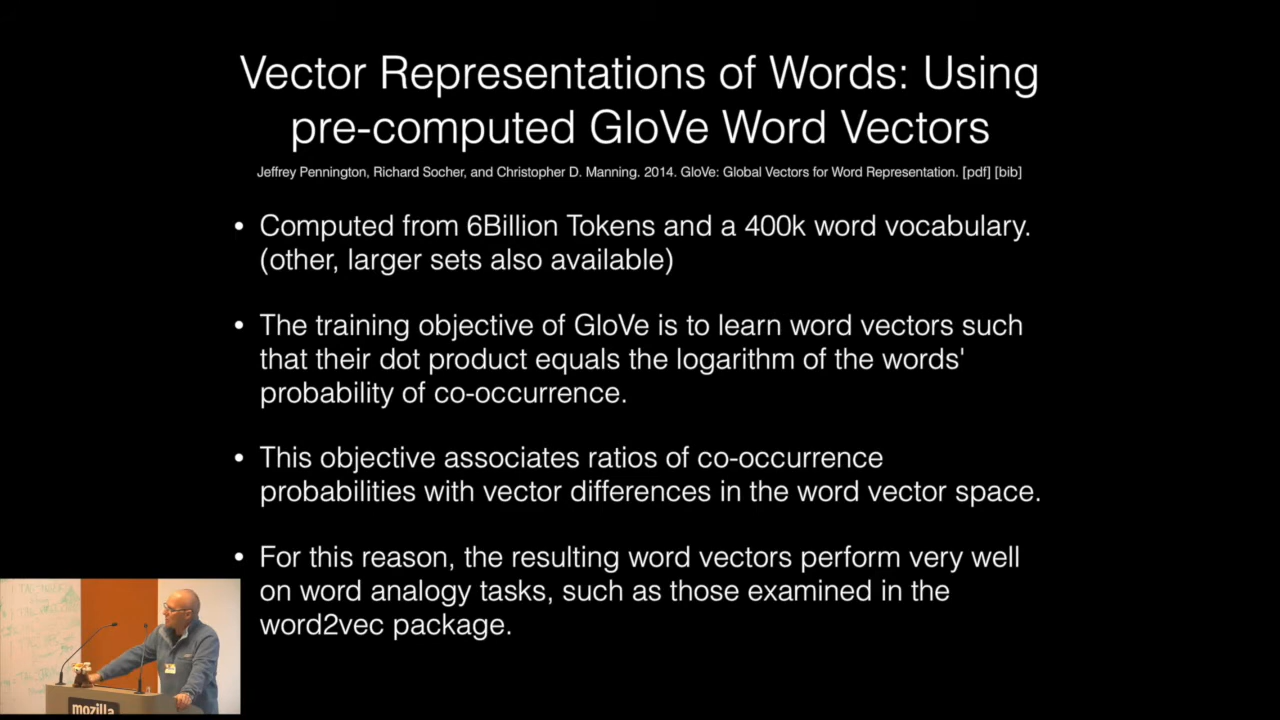 Vector Representations of Words: Using
pre-computed GloVe Word Vectors
Jeffrey Pennington, Richard Socher, and Christopher D. Manning. 2014. GloVe: Global Vectors for Word Representation. [pdf] [bib]
• Computed from 6Billion Tokens and a 400k word vocabulary.
(other, larger sets also available)
• The training objective of GloVe is to learn word vectors such
that their dot product equals the logarithm of the words'
probability of co-occurrence.
• This objective associates ratios of co-occurrence
probabilities with vector differences in the word vector space.
• For this reason, the resulting word vectors perform very well
on word analogy tasks, such as those examined in the
word2vec package.
mozilla